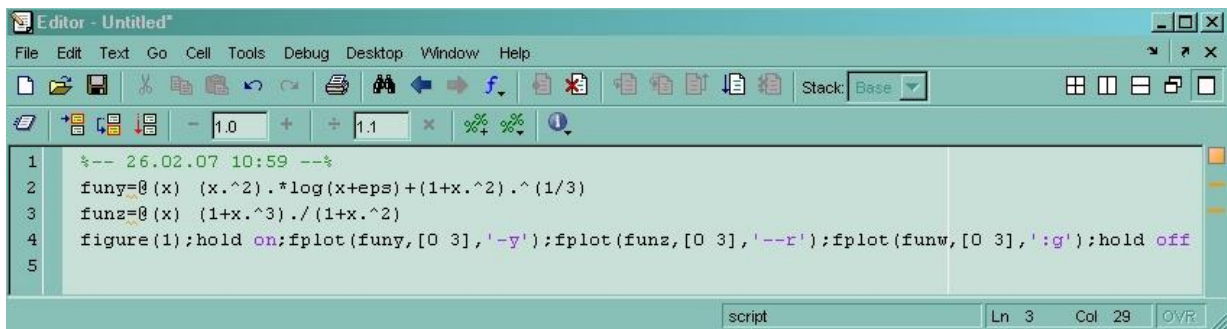 Editor - Untitled*
File Edit Text Go Cell Tools Debug Desktop Window Help
Stack: Base
1.0 1.1
1 %-- 26.02.07 10:59 --%
2 funy=@(x) (x.^2).*log(x+eps)+(1+x.^2).^(1/3)
3 funz=@(x) (1+x.^3)./(1+x.^2)
4 figure(1);hold on;fplot(funy,[0 3],'-y');fplot(funz,[0 3],'--r');fplot(funw,[0 3],':g');hold off
5
script Ln 3 Col 29 OVR